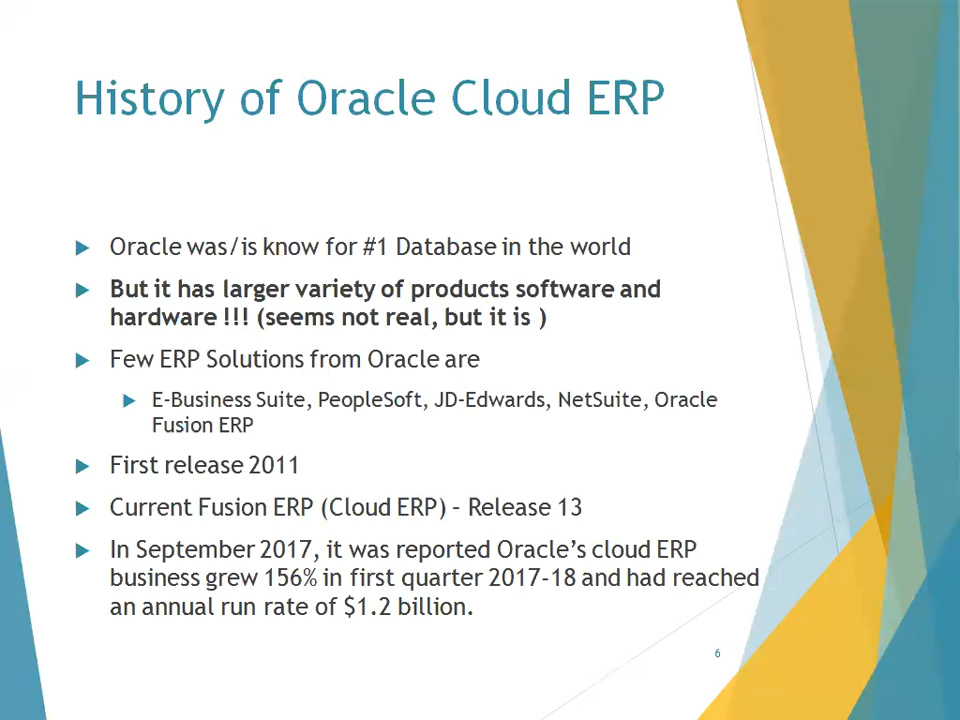 History of Oracle Cloud ERP
Oracle was/is know for #1 Database in the world
But it has larger variety of products software and
hardware !!! (seems not real, but it is )
Few ERP Solutions from Oracle are
E-Business Suite, PeopleSoft, JD-Edwards, NetSuite, Oracle
Fusion ERP
First release 2011
Current Fusion ERP (Cloud ERP) – Release 13
In September 2017, it was reported Oracle’s cloud ERP
business grew 156% in first quarter 2017-18 and had reached
an annual run rate of $1.2 billion.
6